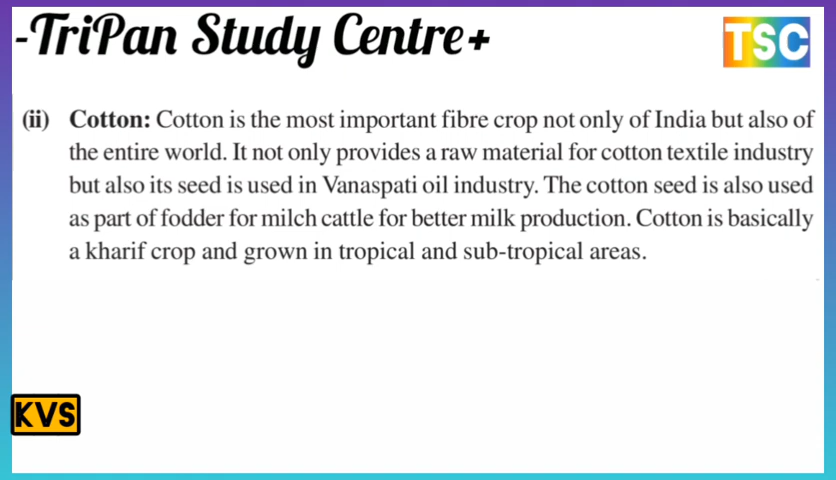 -TriPan Study Centre+
TSC
(ii) Cotton: Cotton is the most important fibre crop not only of India but also of
the entire world. It not only provides a raw material for cotton textile industry
but also its seed is used in Vanaspati oil industry. The cotton seed is also used
as part of fodder for milch cattle for better milk production. Cotton is basically
a kharif crop and grown in tropical and sub-tropical areas.
KVS